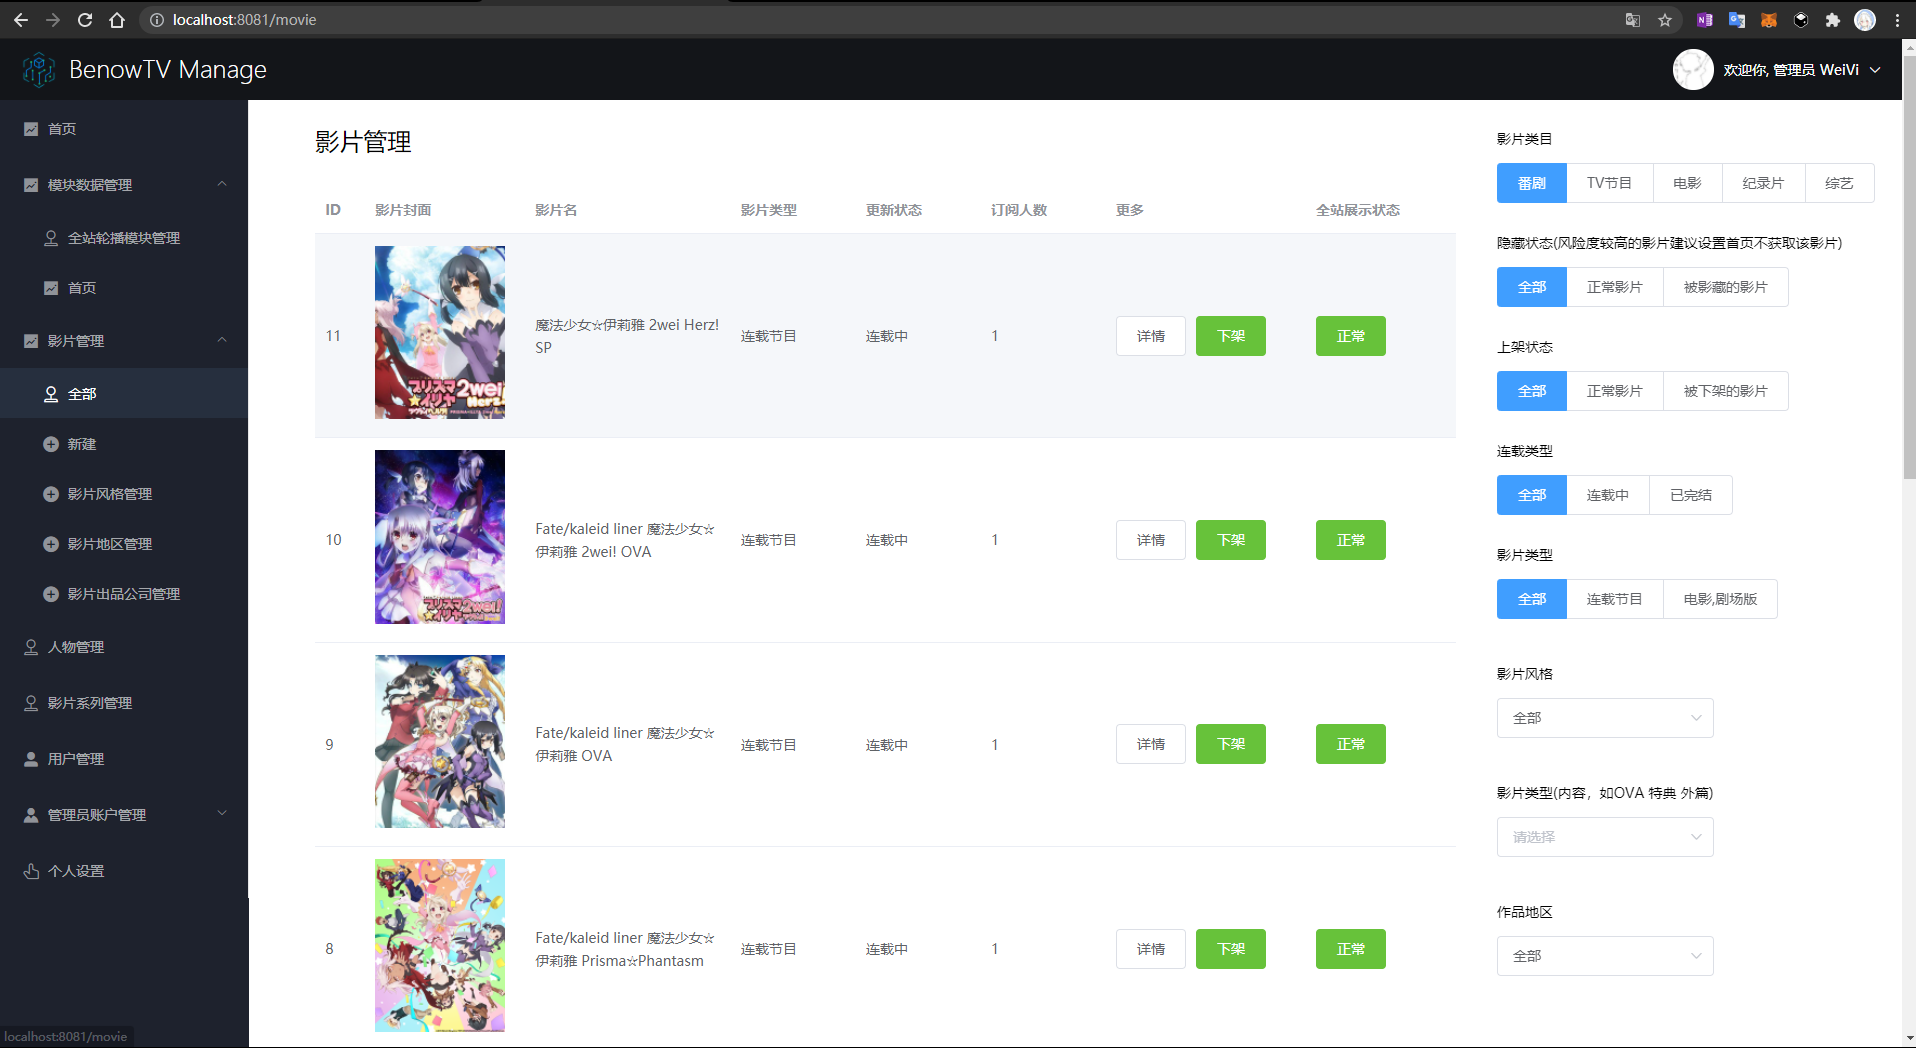 localhost:8081/movie
BenowTV Manage
欢迎你, 管理员 WeiVi
首页
模块数据管理
全站轮播模块管理
首页
影片管理
全部
新建
影片风格管理
影片地区管理
影片出品公司管理
人物管理
影片系列管理
用户管理
管理员账户管理
个人设置
localhost:8081/movie
影片管理
ID 影片封面 影片名 影片类型 更新状态 订阅人数 更多 全站展示状态
プリズマ 2wei
イリヤ Herz!
11 魔法少女☆伊莉雅 2wei Herz! SP 连载节目 连载中 1 详情 下架 正常
プリズマ 2wei!
イリヤ
10 Fate/kaleid liner 魔法少女☆
伊莉雅 2wei! OVA 连载节目 连载中 1 详情 下架 正常
9 Fate/kaleid liner 魔法少女☆
伊莉雅 OVA 连载节目 连载中 1 详情 下架 正常
8 Fate/kaleid liner 魔法少女☆
伊莉雅 Prisma☆Phantasm 连载节目 连载中 1 详情 下架 正常
影片类目
番剧 TV节目 电影 纪录片 综艺
隐藏状态(风险度较高的影片建议设置首页不获取该影片)
全部 正常影片 被影藏的影片
上架状态
全部 正常影片 被下架的影片
连载类型
全部 连载中 已完结
影片类型
全部 连载节目 电影,剧场版
影片风格
全部
影片类型(内容，如OVA 特典 外篇)
请选择
作品地区
全部